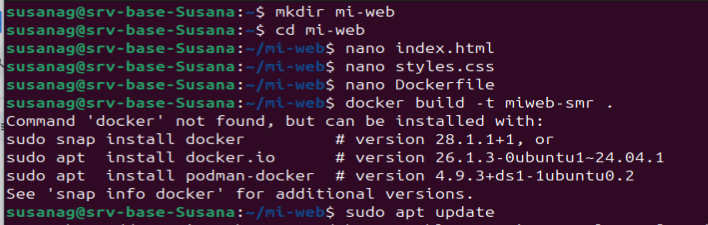 susanag@srv-base-Susana:~$ mkdir mi-web
susanag@srv-base-Susana:~$ cd mi-web
susanag@srv-base-Susana:~/mi-web$ nano index.html
susanag@srv-base-Susana:~/mi-web$ nano styles.css
susanag@srv-base-Susana:~/mi-web$ nano Dockerfile
susanag@srv-base-Susana:~/mi-web$ docker build -t miweb-smr .
Command 'docker' not found, but can be installed with:
sudo snap install docker         # version 28.1.1+1, or
sudo apt  install docker.io      # version 26.1.3-0ubuntu1~24.04.1
sudo apt  install podman-docker  # version 4.9.3+ds1-1ubuntu0.2
See 'snap info docker' for additional versions.
susanag@srv-base-Susana:~/mi-web$ sudo apt update